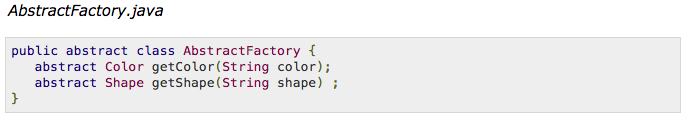 AbstractFactory.java
public abstract class AbstractFactory {
   abstract Color getColor(String color);
   abstract Shape getShape(String shape) ;
}